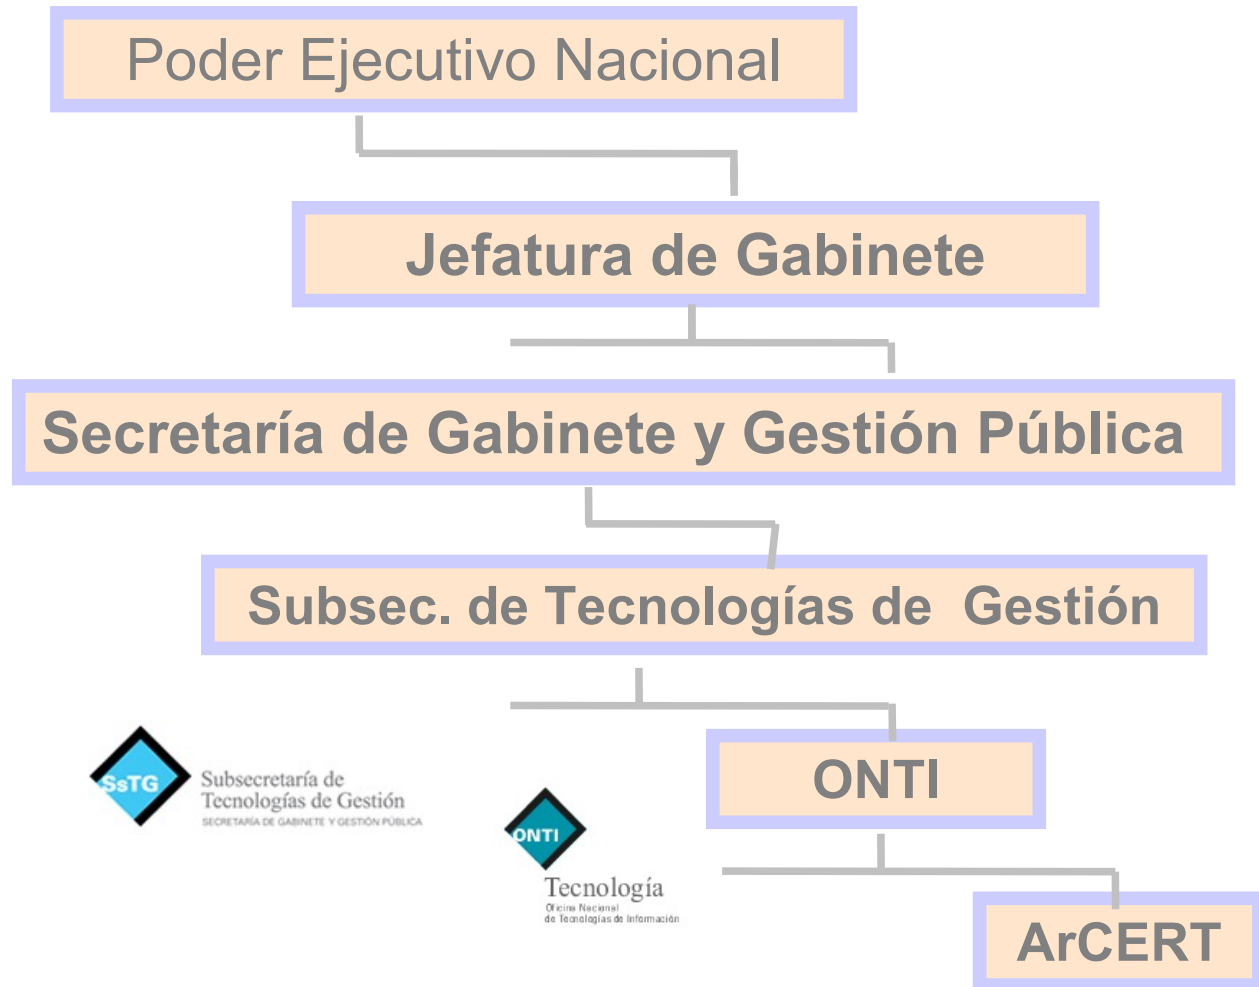 Poder Ejecutivo Nacional
Jefatura de Gabinete
Secretaría de Gabinete y Gestión Pública
Subsec. de Tecnologías de Gestión
SsTG
Subsecretaría de
Tecnologías de Gestión
SECRETARÍA DE GABINETE Y GESTIÓN PÚBLICA
ONTI
ONTI
Tecnología
Oficina Nacional
de Tecnologías de Información
ArCERT